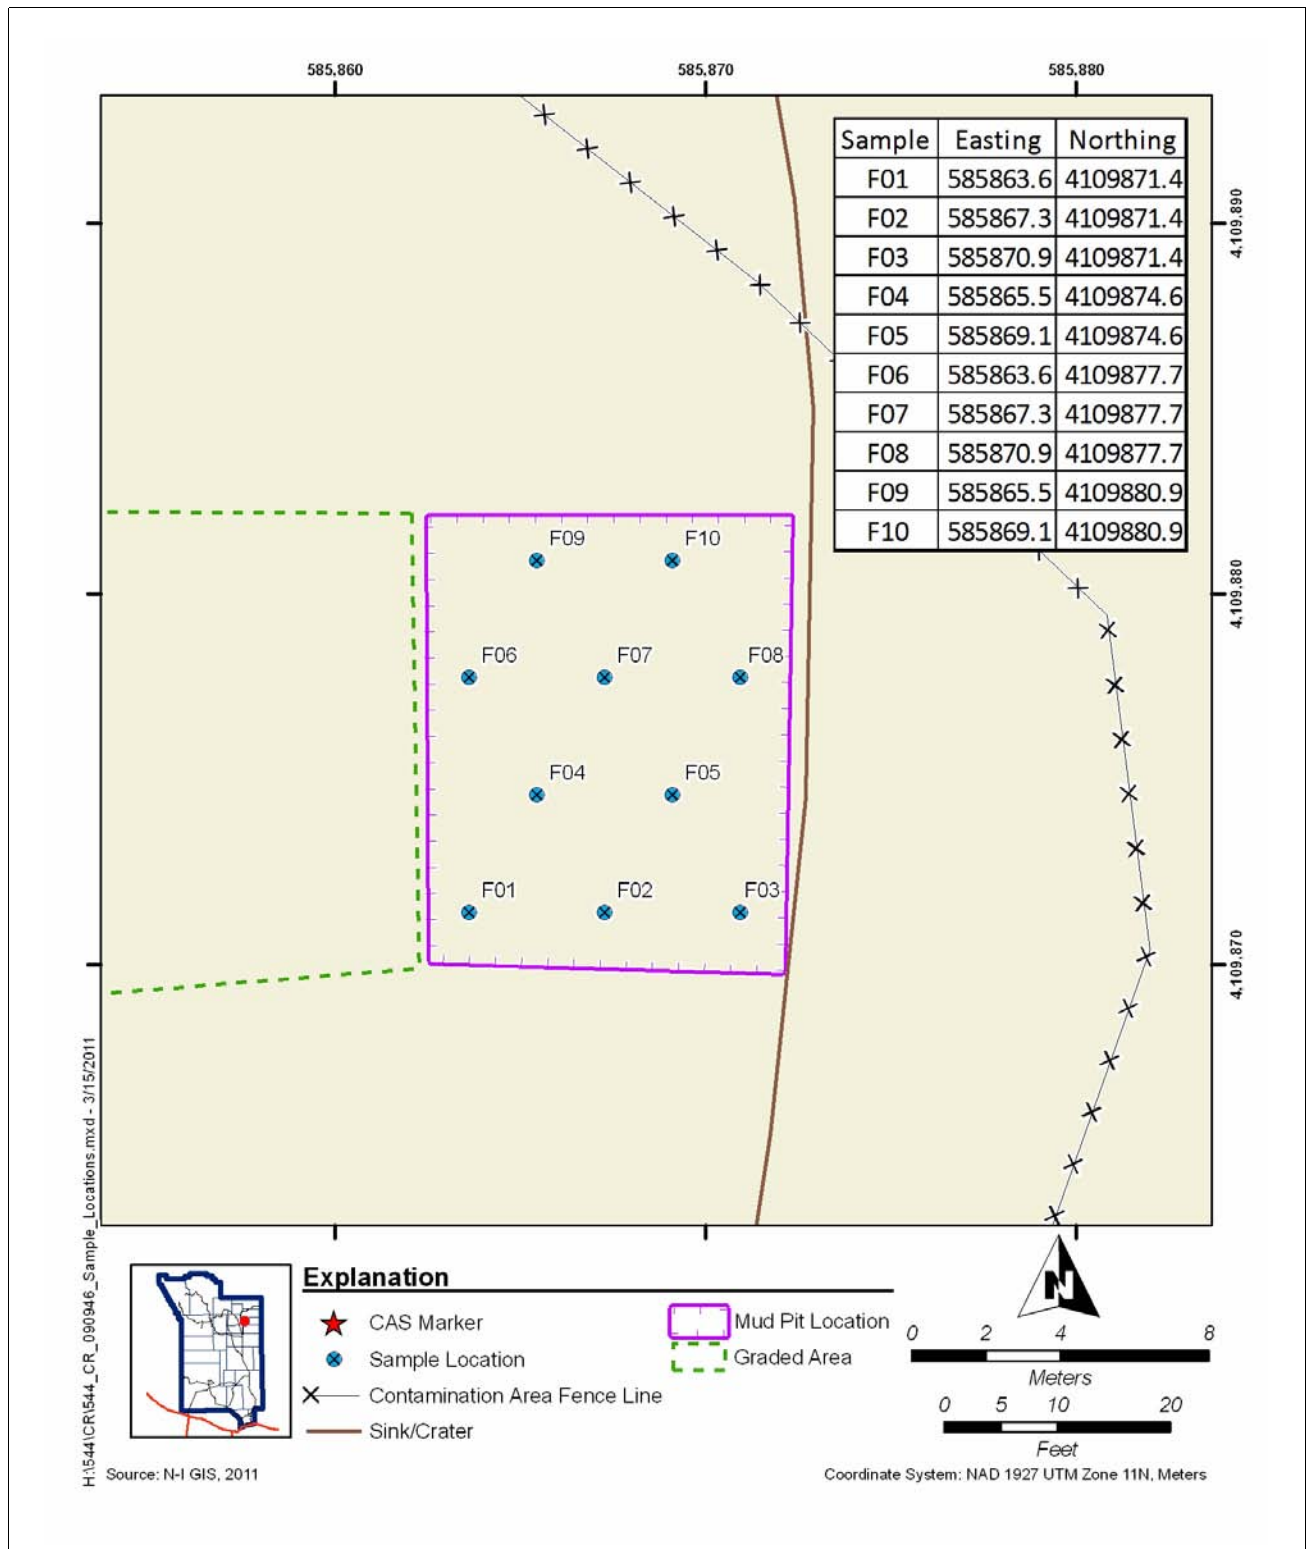 585,860 585,870 585,880
Sample Easting Northing
F01 585863.6 4109871.4
F02 585867.3 4109871.4
F03 585870.9 4109871.4
F04 585865.5 4109874.6
F05 585869.1 4109874.6
F06 585863.6 4109877.7
F07 585867.3 4109877.7
F08 585870.9 4109877.7
F09 585865.5 4109880.9
F10 585869.1 4109880.9
4,109,890
4,109,880
4,109,870
F09 F10
F06 F07 F08
F04 F05
F01 F02 F03
H:\544\CR\544_CR_090946_Sample_Locations.mxd - 3/15/2011
Explanation
CAS Marker
Sample Location
Contamination Area Fence Line
Sink/Crater
Mud Pit Location
Graded Area
N
0 2 4 8
Meters
0 5 10 20
Feet
Source: N-I GIS, 2011
Coordinate System: NAD 1927 UTM Zone 11N, Meters